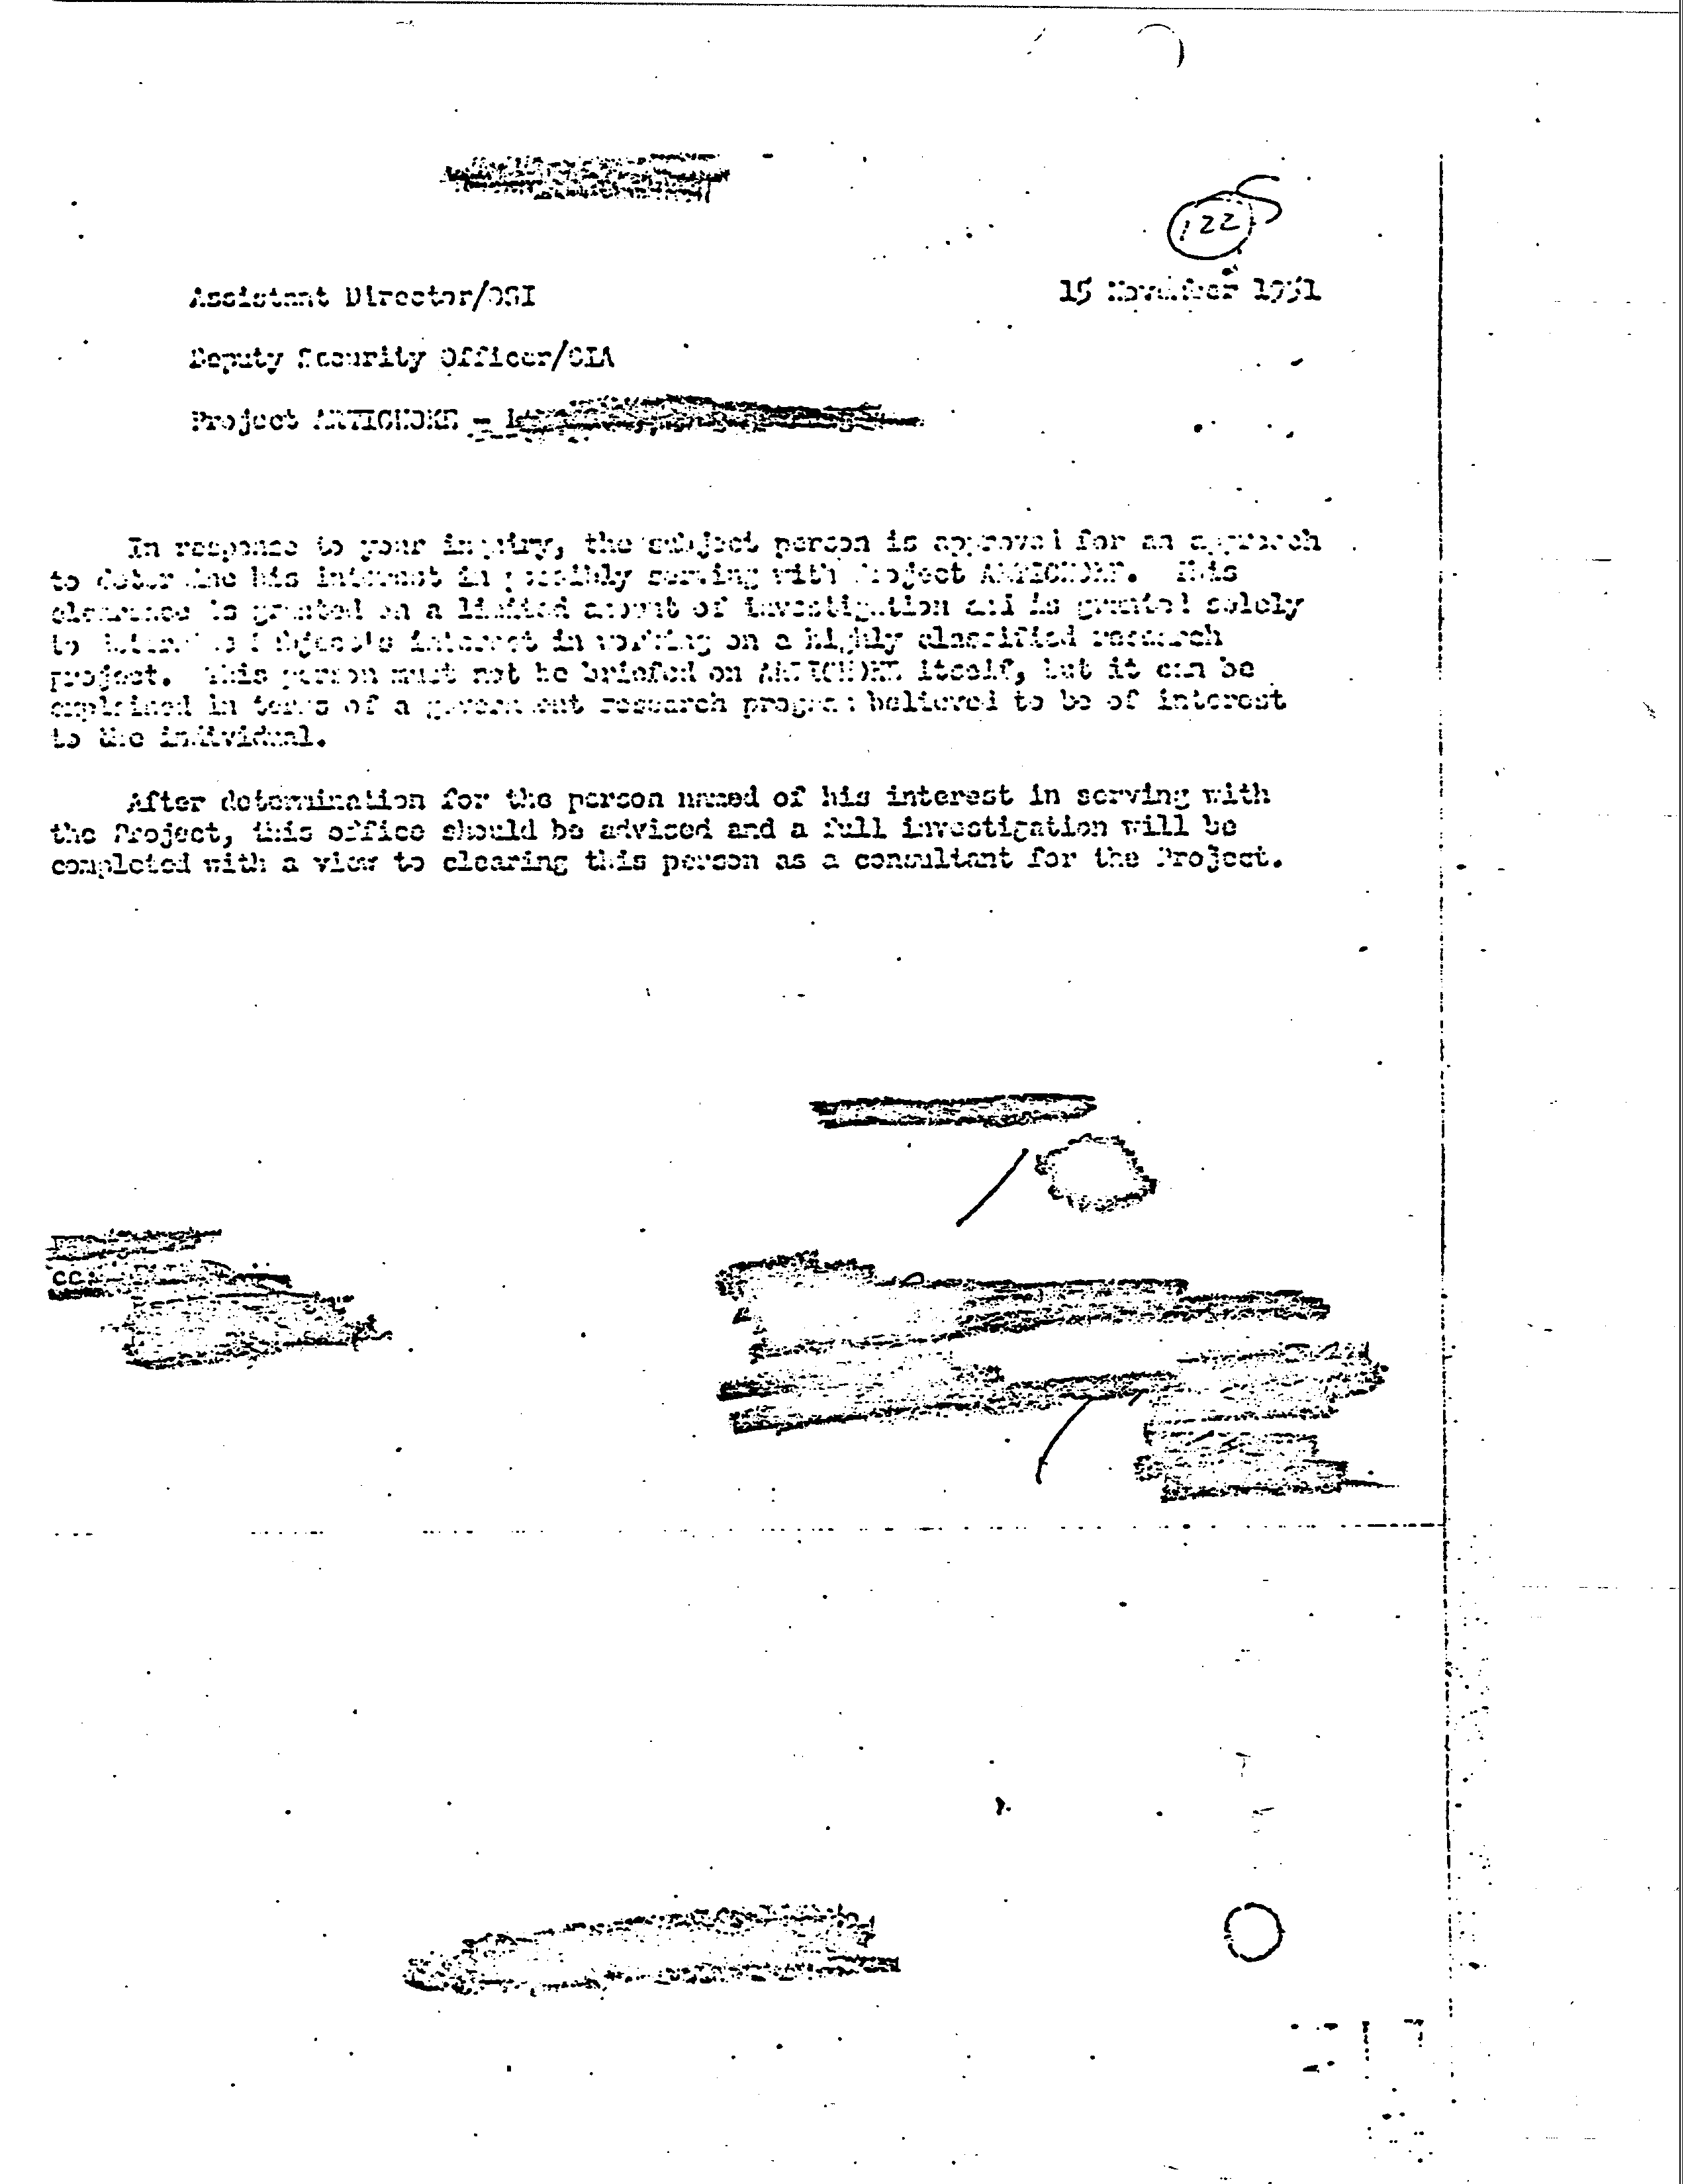 122
Assistant Director/OSI 15 November 1951
Deputy Security Officer/CIA
Project ARTICHOKE -
In response to your inquiry, the subject person is approved for an approach
to determine his interest in possibly serving with Project ARTICHOKE. This
clearance is granted on a limited amount of investigation and is granted solely
to Subject's interest in working on a highly classified research
project. This person must not be briefed on ARTICHOKE itself, but it can be
explained in terms of a government research program believed to be of interest
to the individual.
After determination for the person named of his interest in serving with
the Project, this office should be advised and a full investigation will be
completed with a view to clearing this person as a consultant for the Project.